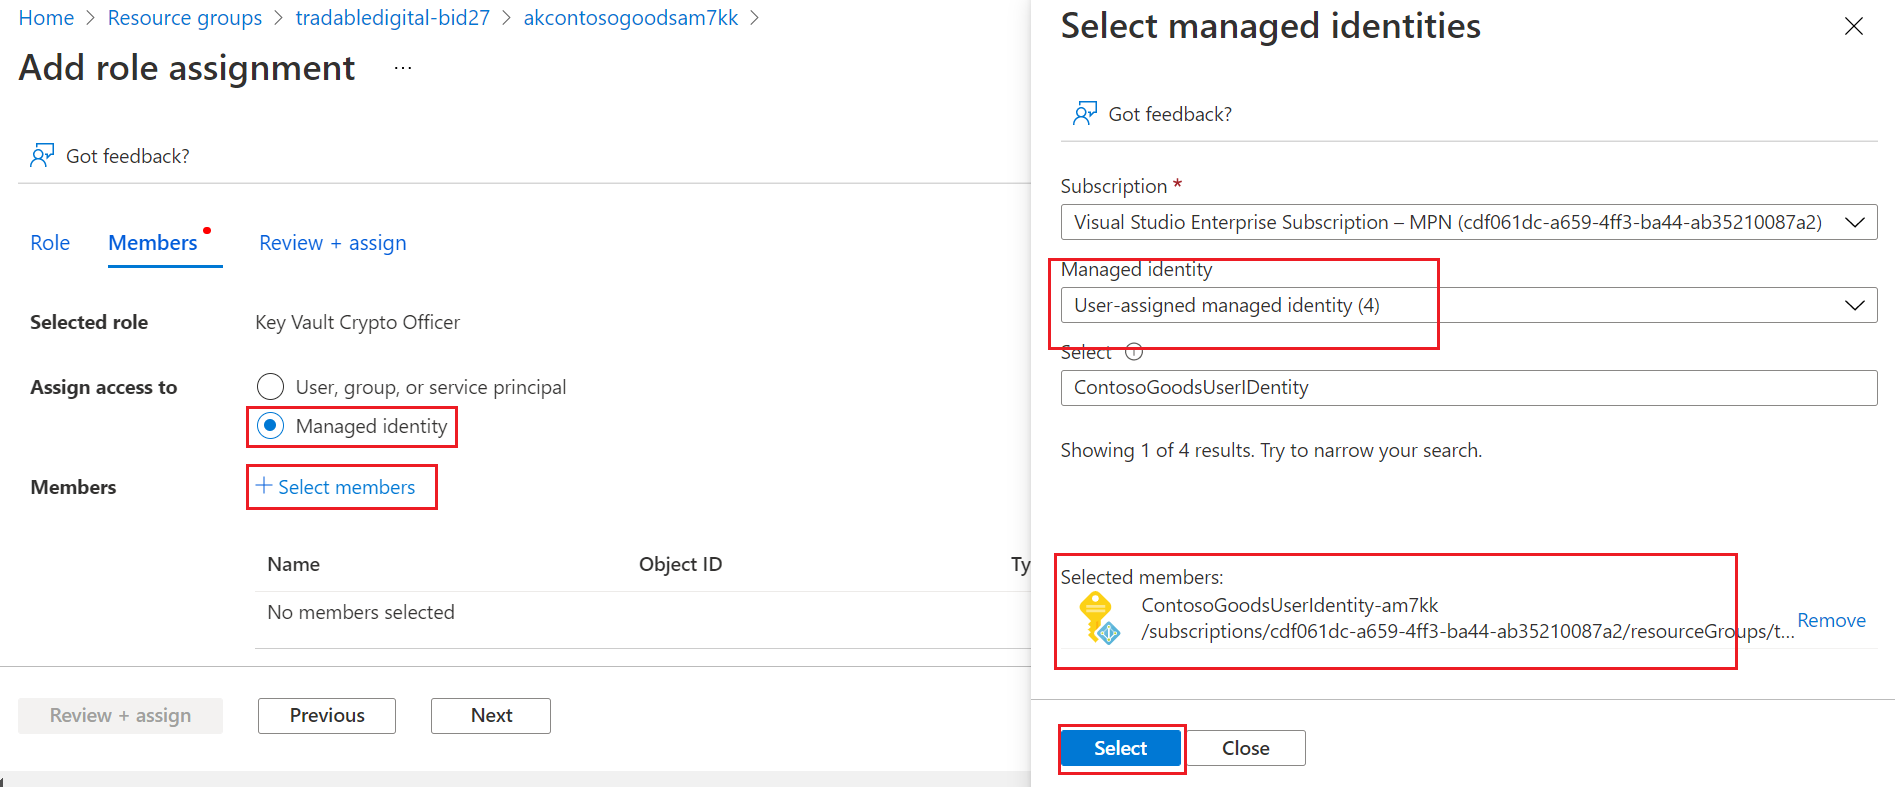 Home > Resource groups > tradabledigital-bid27 > akcontosogoodsam7kk >
Add role assignment ...
Got feedback?
Role Members Review + assign
Selected role Key Vault Crypto Officer
Assign access to User, group, or service principal
Managed identity
Members + Select members
Name Object ID Ty
No members selected
Review + assign Previous Next
Select managed identities
Got feedback?
Subscription *
Visual Studio Enterprise Subscription – MPN (cdf061dc-a659-4ff3-ba44-ab35210087a2)
Managed identity
User-assigned managed identity (4)
Select
ContosoGoodsUserIDentity
Showing 1 of 4 results. Try to narrow your search.
Selected members:
ContosoGoodsUserIdentity-am7kk
/subscriptions/cdf061dc-a659-4ff3-ba44-ab35210087a2/resourceGroups/t... Remove
Select Close